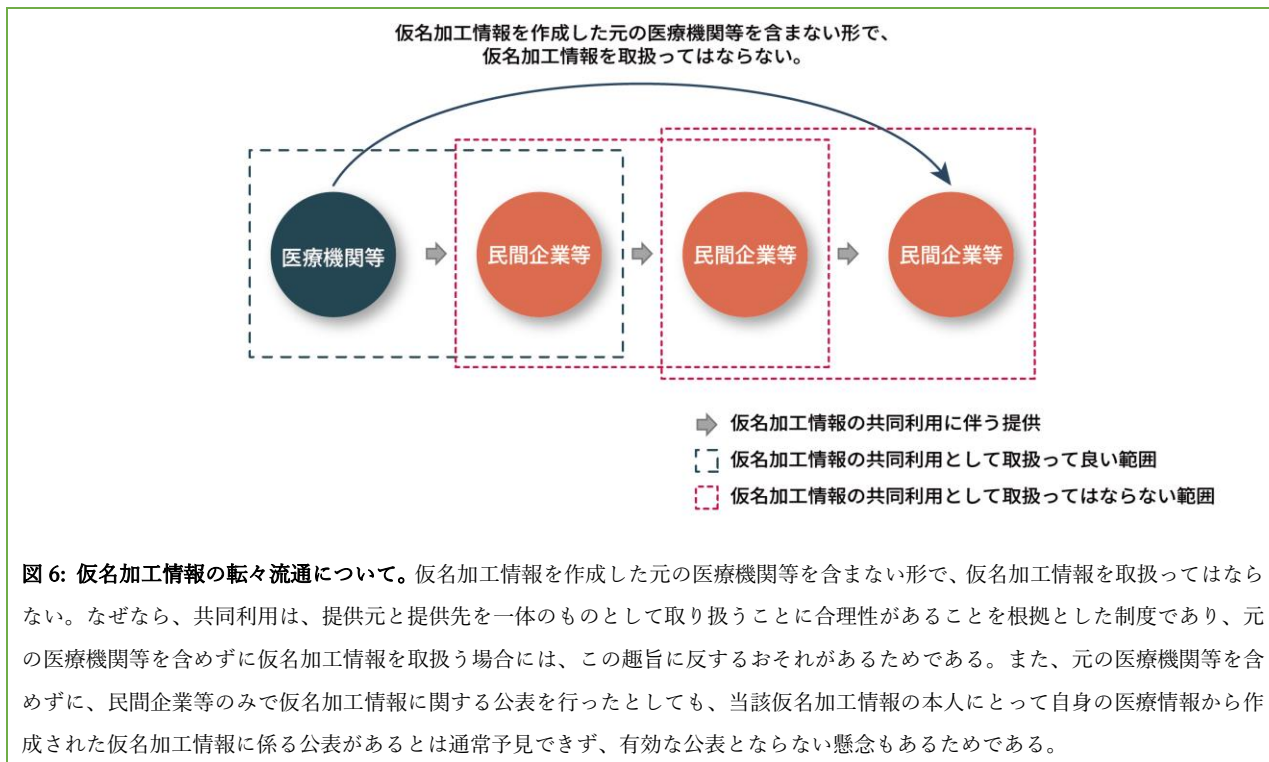 仮名加工情報を作成した元の医療機関等を含まない形で、
仮名加工情報を取扱ってはならない。
医療機関等
民間企業等
民間企業等
民間企業等
仮名加工情報の共同利用に伴う提供
仮名加工情報の共同利用として取扱って良い範囲
仮名加工情報の共同利用として取扱ってはならない範囲
図 6: 仮名加工情報の転々流通について。仮名加工情報を作成した元の医療機関等を含まない形で、仮名加工情報を取扱ってはなら
ない。なぜなら、共同利用は、提供元と提供先を一体のものとして取り扱うことに合理性があることを根拠とした制度であり、元
の医療機関等を含めずに仮名加工情報を取扱う場合には、この趣旨に反するおそれがあるためである。また、元の医療機関等を含
めずに、民間企業等のみで仮名加工情報に関する公表を行ったとしても、当該仮名加工情報の本人にとって自身の医療情報から作
成された仮名加工情報に係る公表があるとは通常予見できず、有効な公表とならない懸念もあるためである。